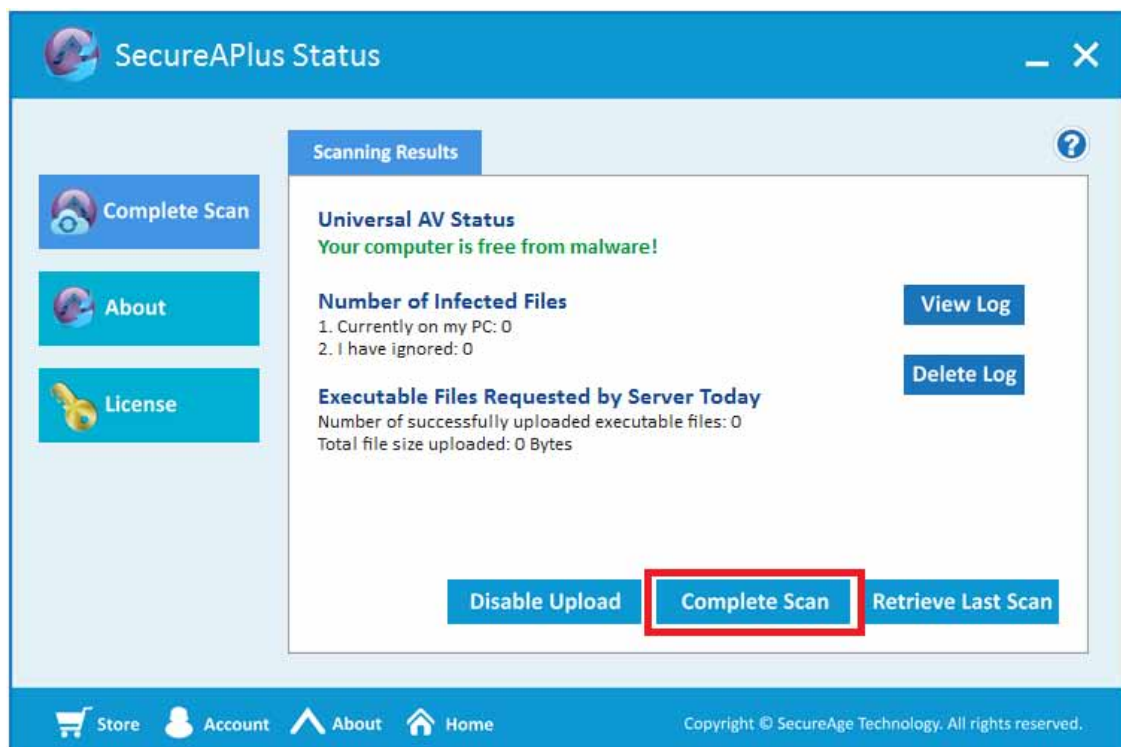 SecureAPlus Status
Scanning Results
Complete Scan
About
License
Universal AV Status
Your computer is free from malware!
Number of Infected Files
1. Currently on my PC: 0
2. I have ignored: 0
View Log
Delete Log
Executable Files Requested by Server Today
Number of successfully uploaded executable files: 0
Total file size uploaded: 0 Bytes
Disable Upload
Complete Scan
Retrieve Last Scan
Store
Account
About
Home
Copyright © SecureAge Technology. All rights reserved.